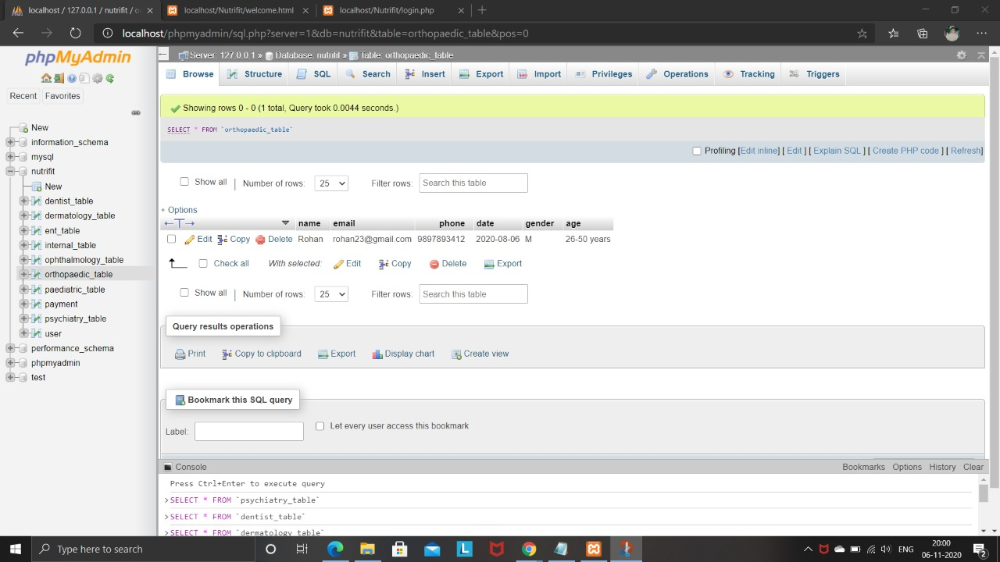 localhost / 127.0.0.1 / nutrifit / o
localhost/Nutrifit/welcome.html
localhost/Nutrifit/login.php
localhost/phpmyadmin/sql.php?server=1&db=nutrifit&table=orthopaedic_table&pos=0
phpMyAdmin
Recent
Favorites
New
information_schema
mysql
nutrifit
New
dentist_table
dermatology_table
ent_table
internal_table
ophthalmology_table
orthopaedic_table
paediatric_table
payment
psychiatry_table
user
performance_schema
phpmyadmin
test
Server: 127.0.0.1 » Database: nutrifit » Table: orthopaedic_table
Browse Structure SQL Search Insert Export Import Privileges Operations Tracking Triggers
Showing rows 0 - 0 (1 total, Query took 0.0044 seconds.)
SELECT * FROM `orthopaedic_table`
Profiling [Edit inline] [ Edit ] [ Explain SQL ] [ Create PHP code ] [ Refresh]
Show all | Number of rows: 25 Filter rows: Search this table
+ Options
←T→ name email phone date gender age
Edit Copy Delete Rohan rohan23@gmail.com 9897893412 2020-08-06 M 26-50 years
Check all With selected: Edit Copy Delete Export
Show all | Number of rows: 25 Filter rows: Search this table
Query results operations
Print Copy to clipboard Export Display chart Create view
Bookmark this SQL query
Label: Let every user access this bookmark
Console Bookmarks Options History Clear
Press Ctrl+Enter to execute query
>SELECT * FROM `psychiatry_table`
>SELECT * FROM `dentist_table`
>SELECT * FROM `dermatology_table`
Type here to search
ENG
20:00
06-11-2020
2